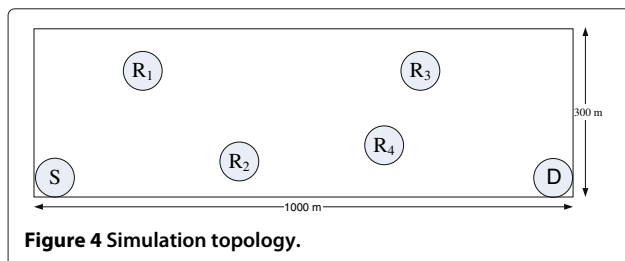 R₁
R₃
300 m
R₂
R₄
S
D
1000 m
Figure 4 Simulation topology.